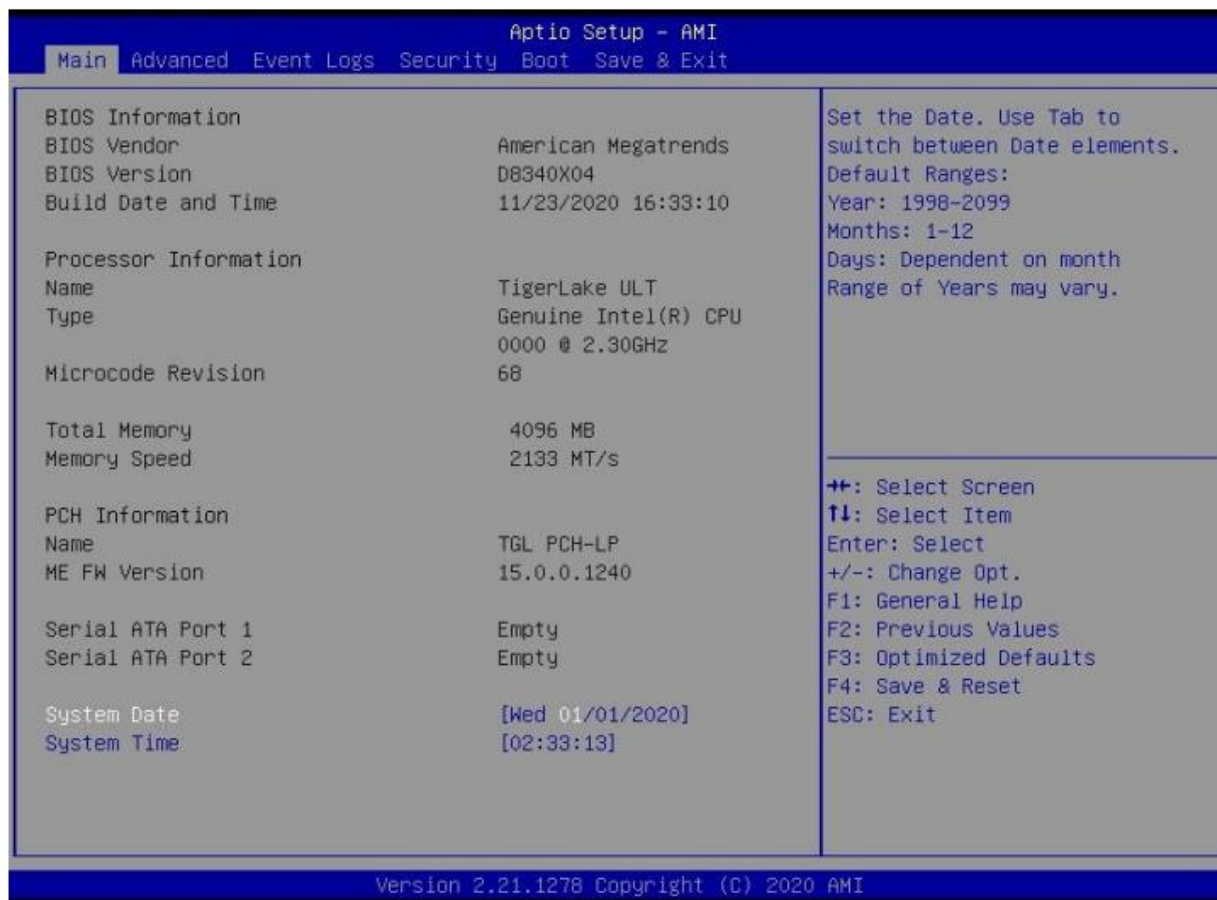 Aptio Setup - AMI
Main Advanced Event Logs Security Boot Save & Exit
BIOS Information
BIOS Vendor American Megatrends
BIOS Version D8340X04
Build Date and Time 11/23/2020 16:33:10
Processor Information
Name TigerLake ULT
Type Genuine Intel(R) CPU
0000 @ 2.30GHz
Microcode Revision 68
Total Memory 4096 MB
Memory Speed 2133 MT/s
PCH Information
Name TGL PCH-LP
ME FW Version 15.0.0.1240
Serial ATA Port 1 Empty
Serial ATA Port 2 Empty
System Date [Wed 01/01/2020]
System Time [02:33:13]
Set the Date. Use Tab to
switch between Date elements.
Default Ranges:
Year: 1998-2099
Months: 1-12
Days: Dependent on month
Range of Years may vary.
→←: Select Screen
↑↓: Select Item
Enter: Select
+/-: Change Opt.
F1: General Help
F2: Previous Values
F3: Optimized Defaults
F4: Save & Reset
ESC: Exit
Version 2.21.1278 Copyright (C) 2020 AMI